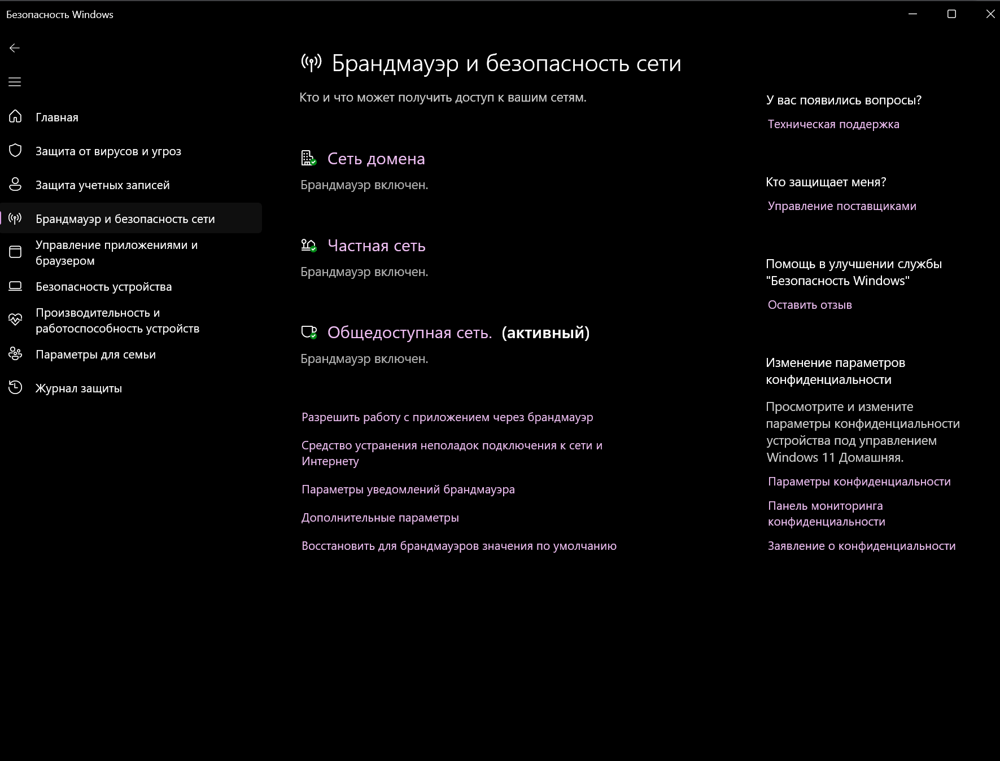 Безопасность Windows
Главная
Защита от вирусов и угроз
Защита учетных записей
Брандмауэр и безопасность сети
Управление приложениями и
браузером
Безопасность устройства
Производительность и
работоспособность устройств
Параметры для семьи
Журнал защиты
Брандмауэр и безопасность сети
Кто и что может получить доступ к вашим сетям.
Сеть домена
Брандмауэр включен.
Частная сеть
Брандмауэр включен.
Общедоступная сеть. (активный)
Брандмауэр включен.
Разрешить работу с приложением через брандмауэр
Средство устранения неполадок подключения к сети и
Интернету
Параметры уведомлений брандмауэра
Дополнительные параметры
Восстановить для брандмауэров значения по умолчанию
У вас появились вопросы?
Техническая поддержка
Кто защищает меня?
Управление поставщиками
Помощь в улучшении службы
"Безопасность Windows"
Оставить отзыв
Изменение параметров
конфиденциальности
Просмотрите и измените
параметры конфиденциальности
устройства под управлением
Windows 11 Домашняя.
Параметры конфиденциальности
Панель мониторинга
конфиденциальности
Заявление о конфиденциальности